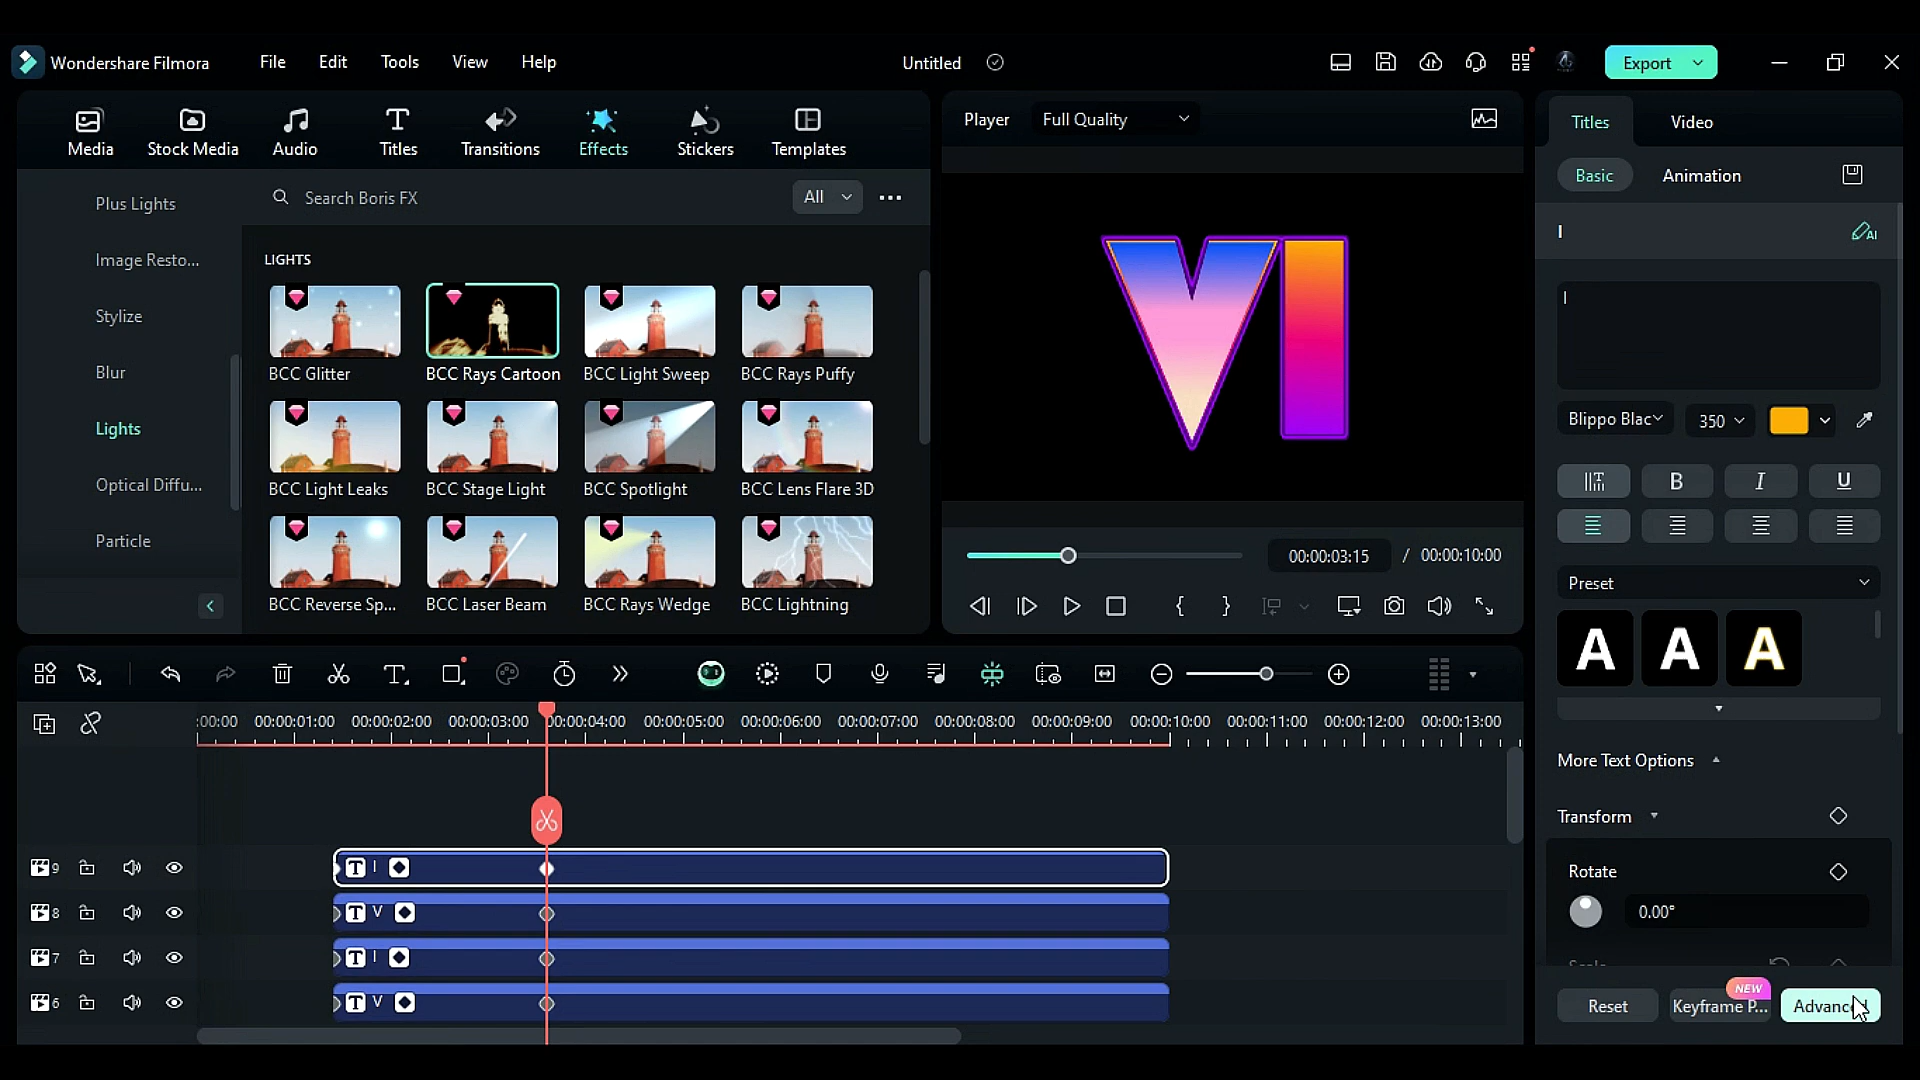 Wondershare Filmora
File
Edit
Tools
View
Help
Untitled
Export
Media
Stock Media
Audio
Titles
Transitions
Effects
Stickers
Templates
Player
Full Quality
Titles
Video
Basic
Animation
Plus Lights
Image Resto...
Stylize
Blur
Lights
Optical Diffu...
Particle
Search Boris FX
All
LIGHTS
BCC Glitter
BCC Rays Cartoon
BCC Light Sweep
BCC Rays Puffy
BCC Light Leaks
BCC Stage Light
BCC Spotlight
BCC Lens Flare 3D
BCC Reverse Sp...
BCC Laser Beam
BCC Rays Wedge
BCC Lightning
VI
00:00:03:15 / 00:00:10:00
I
AI
I
Blippo Blac
350
B
I
U
Preset
A
A
A
More Text Options
Transform
Rotate
0.00°
Reset
Keyframe P...
NEW
:00:00
00:00:01:00
00:00:02:00
00:00:03:00
00:00:04:00
00:00:05:00
00:00:06:00
00:00:07:00
00:00:08:00
00:00:09:00
00:00:10:00
00:00:11:00
00:00:12:00
00:00:13:00
9
T I
8
T V
7
T I
6
T V